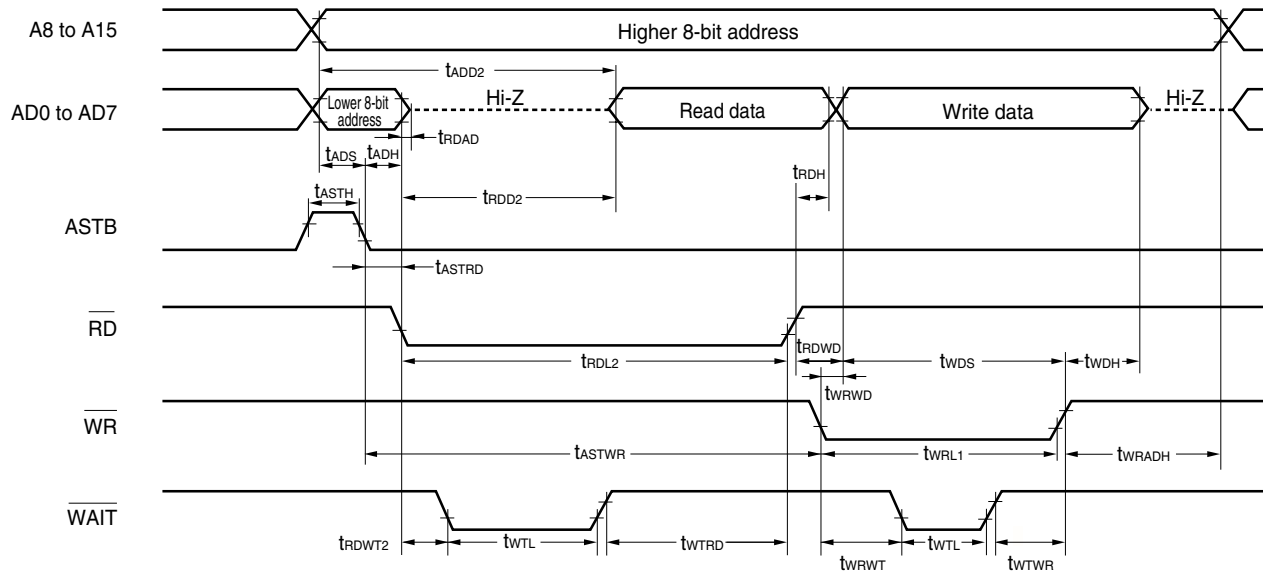 A8 to A15
Higher 8-bit address
tADD2
AD0 to AD7
Lower 8-bit
address
Hi-Z
Read data
Write data
Hi-Z
tRDAD
tADS
tADH
tRDH
tASTH
tRDD2
ASTB
tASTRD
RD
tRDL2
tRDWD
tWDS
tWDH
tWRWD
WR
tASTWR
tWRL1
tWRADH
WAIT
tRDWT2
tWTL
tWTRD
tWRWT
tWTL
tWTWR